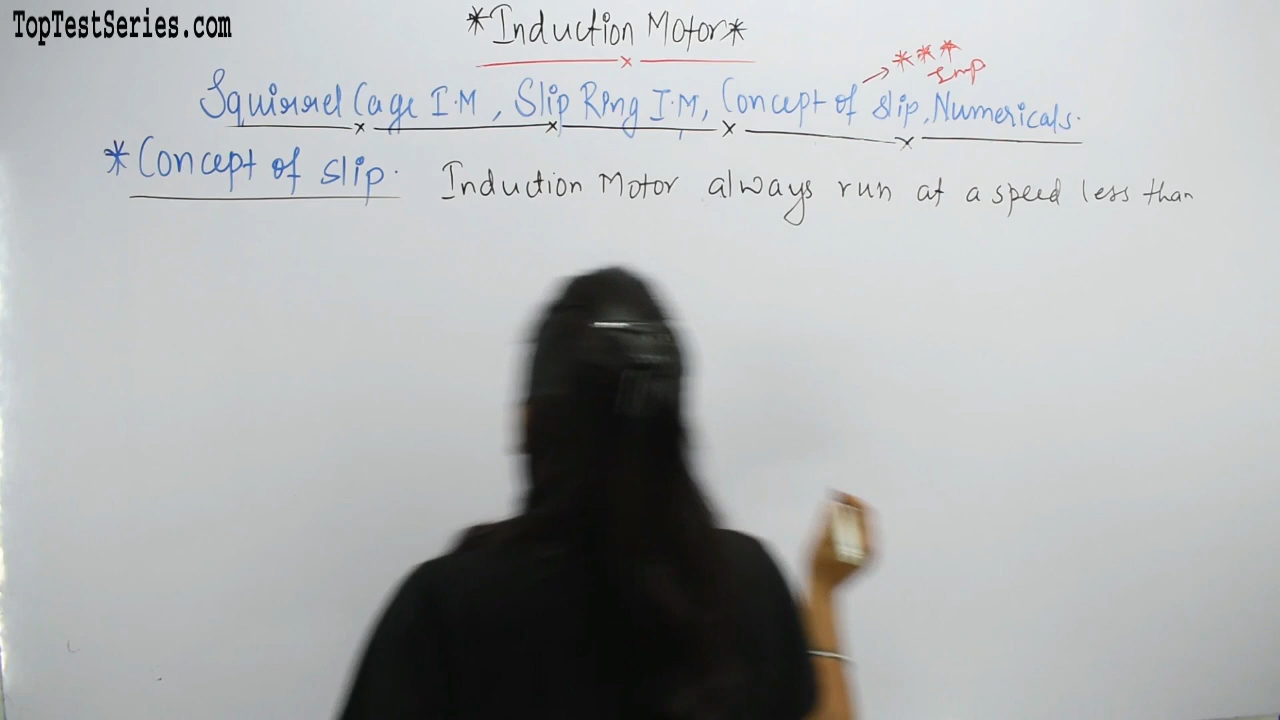 TopTestSeries.com
*Induction Motor*
*** Imp
Squirrel Cage I.M, Slip Ring I.M, Concept of slip, Numericals.
*Concept of slip. Induction Motor always run at a speed less than